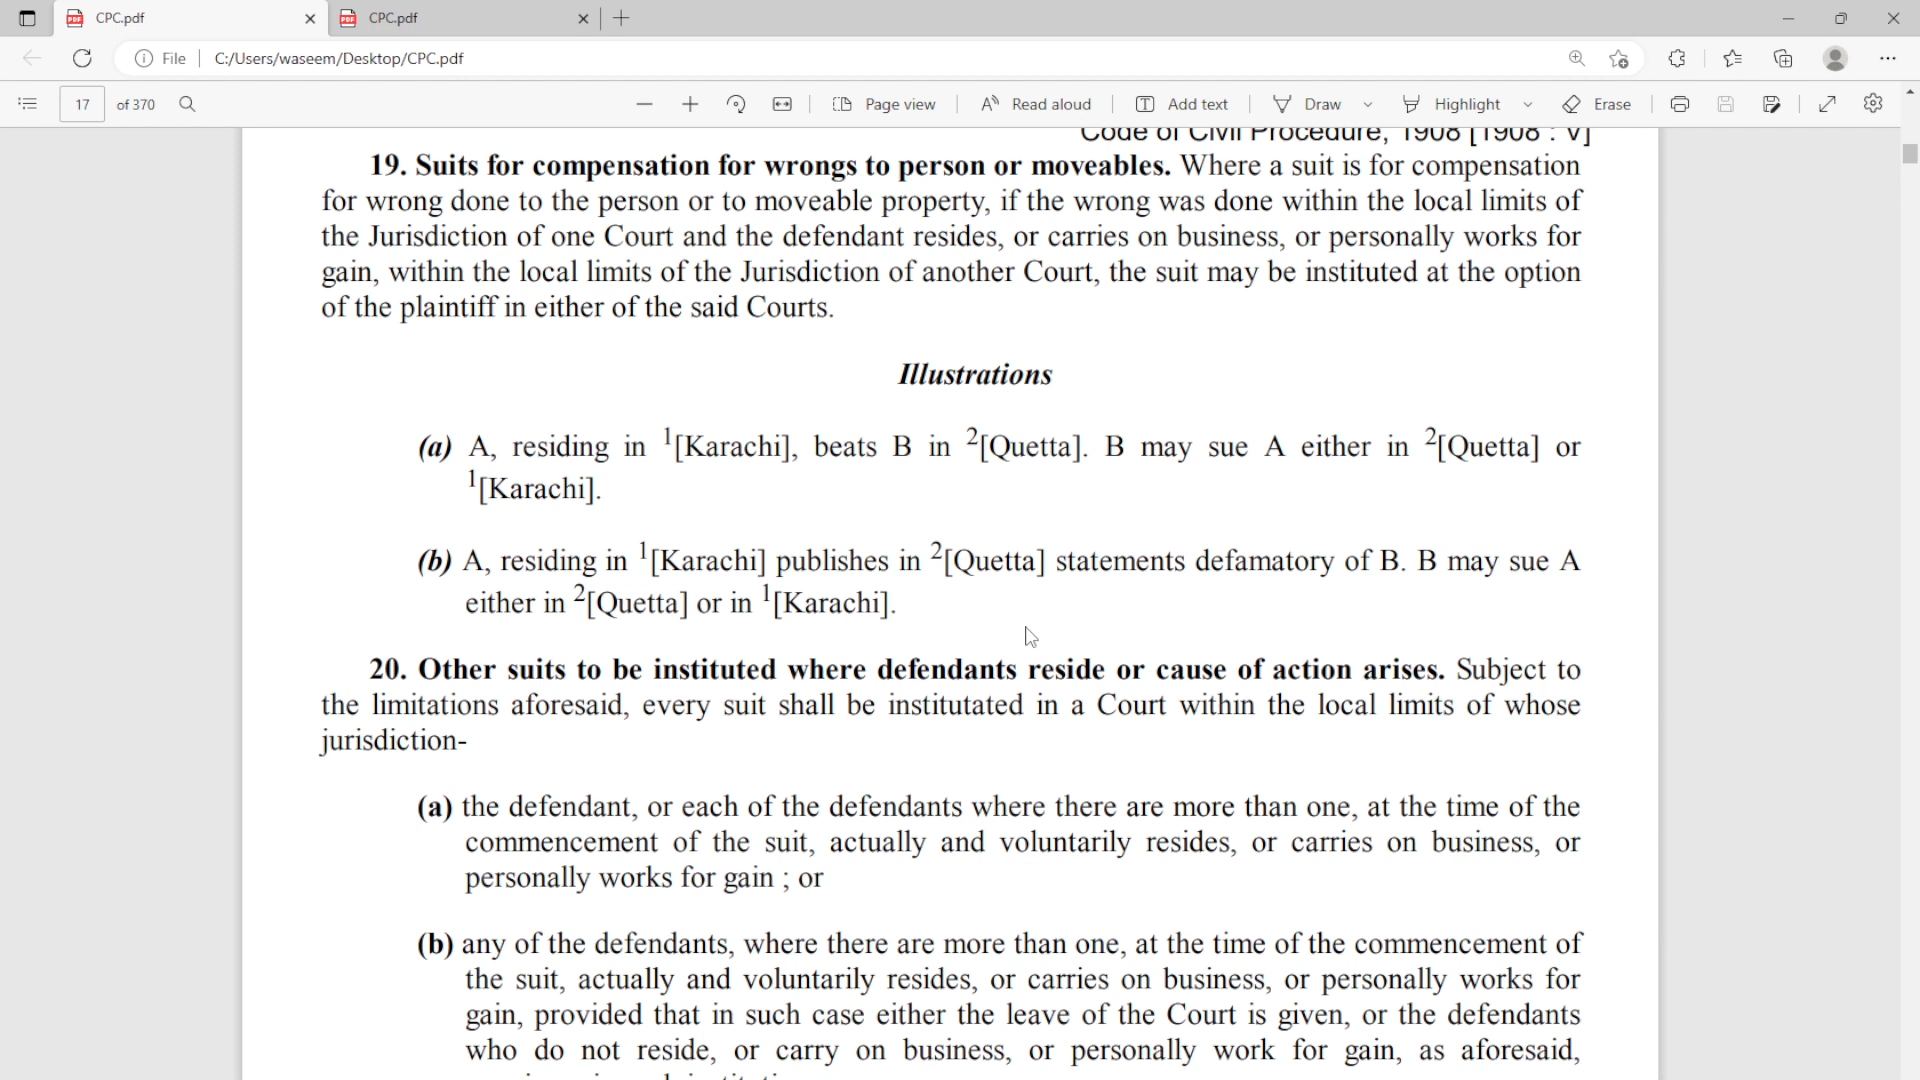 CPC.pdf
CPC.pdf
File C:/Users/waseem/Desktop/CPC.pdf
17 of 370 Page view Read aloud Add text Draw Highlight Erase
Code of Civil Procedure, 1908 [1908 : V]
19. Suits for compensation for wrongs to person or moveables. Where a suit is for compensation
for wrong done to the person or to moveable property, if the wrong was done within the local limits of
the Jurisdiction of one Court and the defendant resides, or carries on business, or personally works for
gain, within the local limits of the Jurisdiction of another Court, the suit may be instituted at the option
of the plaintiff in either of the said Courts.
Illustrations
(a) A, residing in 1[Karachi], beats B in 2[Quetta]. B may sue A either in 2[Quetta] or
1[Karachi].
(b) A, residing in 1[Karachi] publishes in 2[Quetta] statements defamatory of B. B may sue A
either in 2[Quetta] or in 1[Karachi].
20. Other suits to be instituted where defendants reside or cause of action arises. Subject to
the limitations aforesaid, every suit shall be institutated in a Court within the local limits of whose
jurisdiction-
(a) the defendant, or each of the defendants where there are more than one, at the time of the
commencement of the suit, actually and voluntarily resides, or carries on business, or
personally works for gain ; or
(b) any of the defendants, where there are more than one, at the time of the commencement of
the suit, actually and voluntarily resides, or carries on business, or personally works for
gain, provided that in such case either the leave of the Court is given, or the defendants
who do not reside, or carry on business, or personally work for gain, as aforesaid,